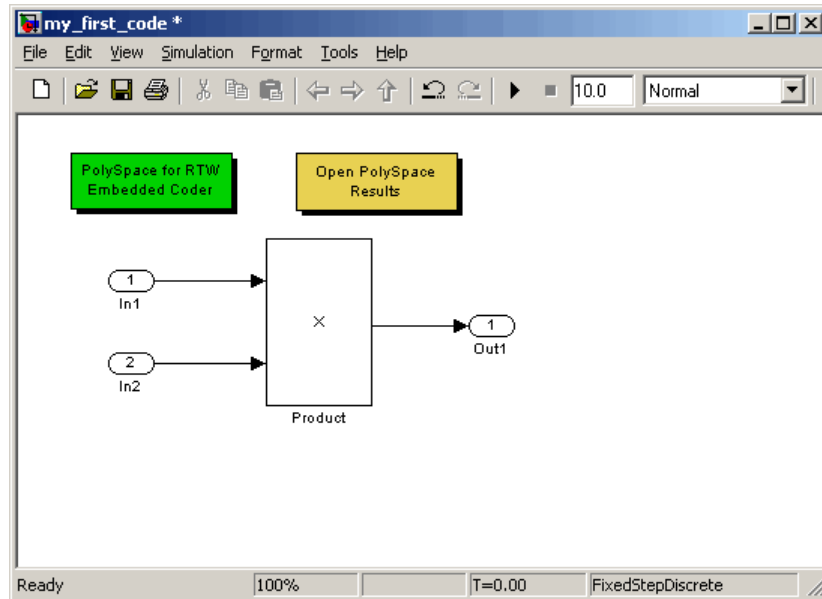 my_first_code *
File Edit View Simulation Format Tools Help
10.0 Normal
PolySpace for RTW
Embedded Coder
Open PolySpace
Results
1
In1
×
1
Out1
2
In2
Product
Ready 100% T=0.00 FixedStepDiscrete